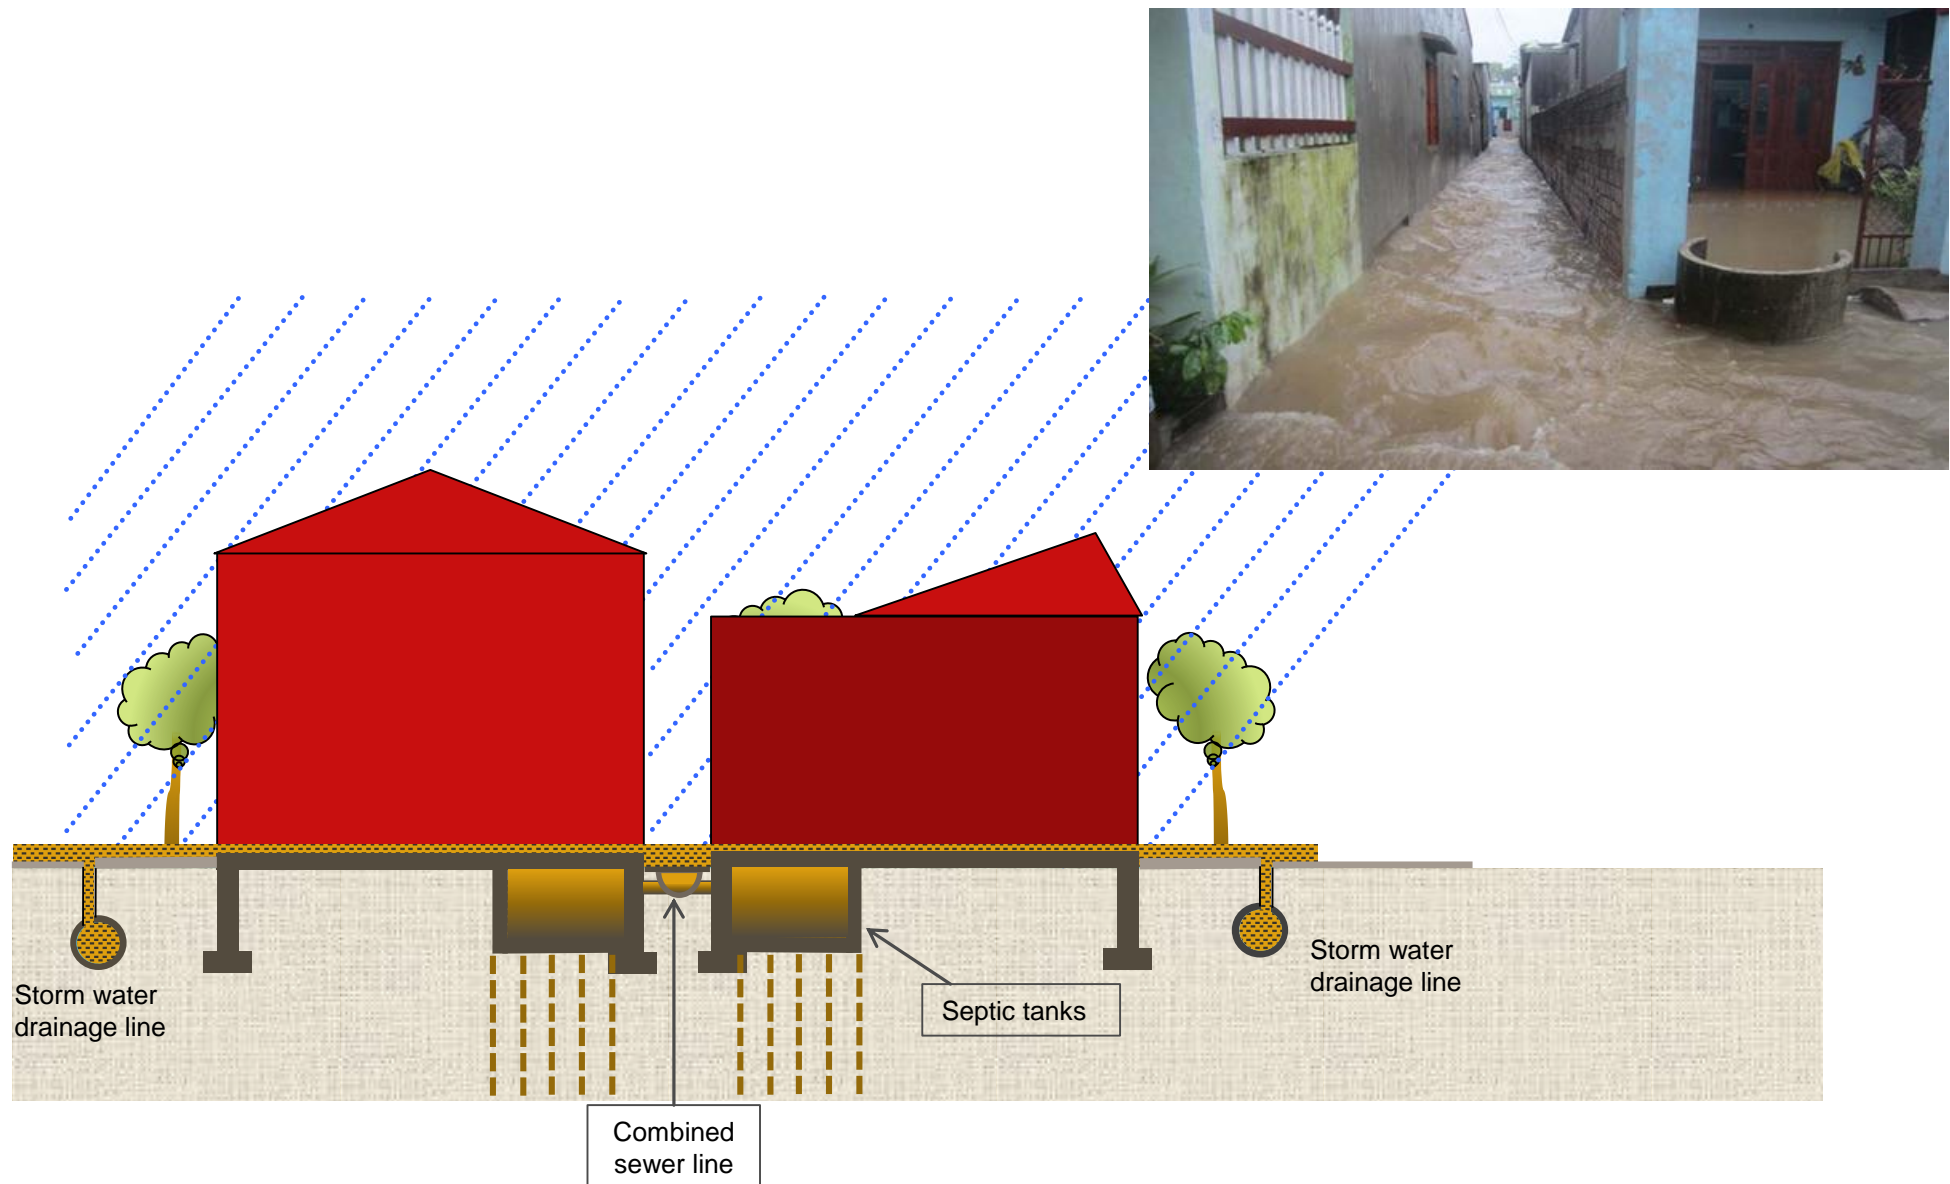 Storm water
drainage line
Septic tanks
Storm water
drainage line
Combined
sewer line